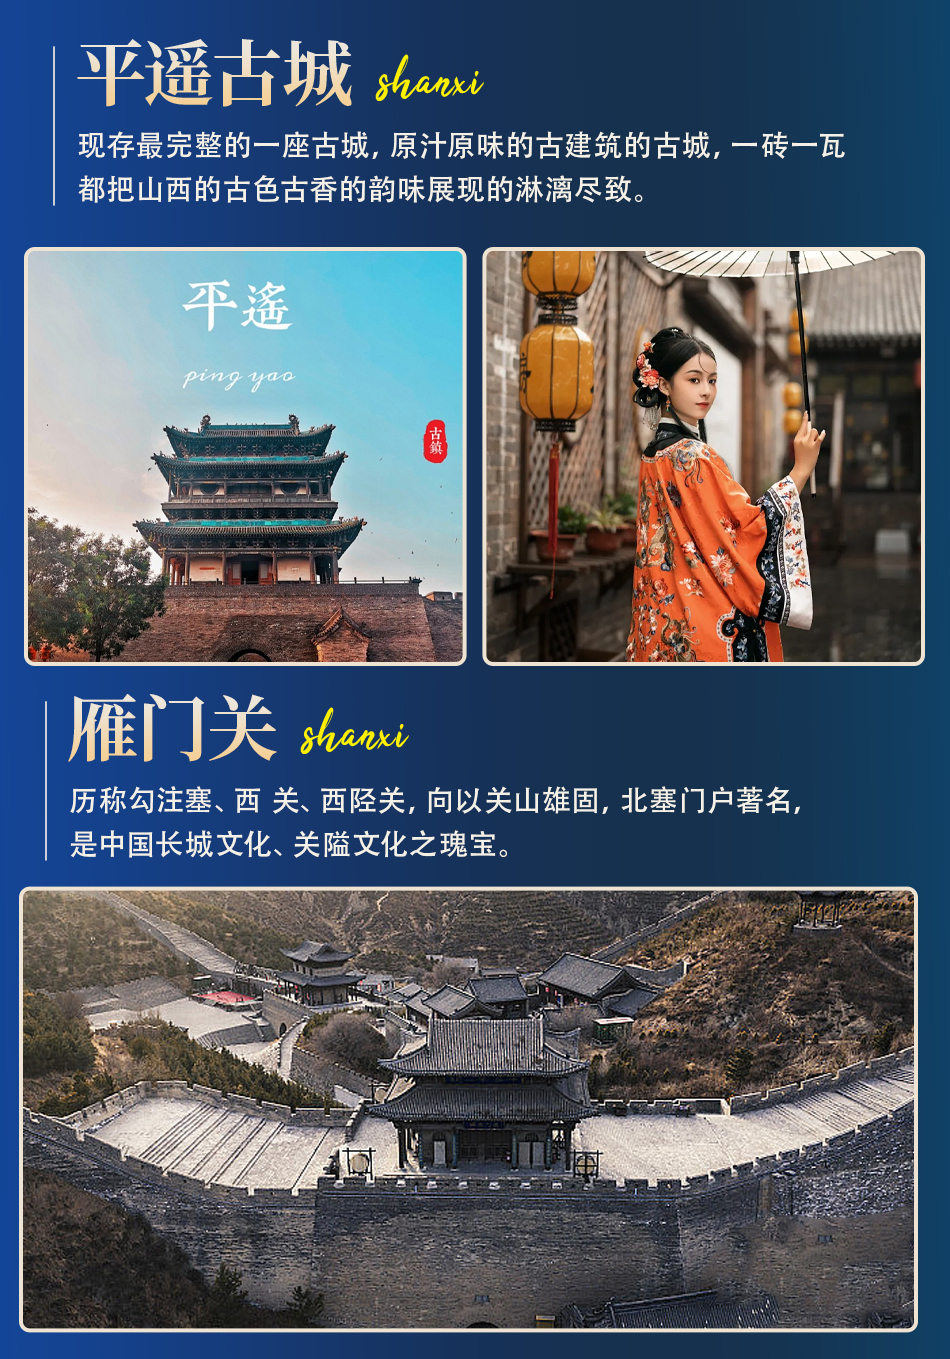 平遥古城 shanxi
现存最完整的一座古城, 原汁原味的古建筑的古城, 一砖一瓦
都把山西的古色古香的韵味展现的淋漓尽致。
平遙
ping yao
古鎮
雁门关 shanxi
历称勾注塞、西 关、西陉关, 向以关山雄固, 北塞门户著名,
是中国长城文化、关隘文化之瑰宝。